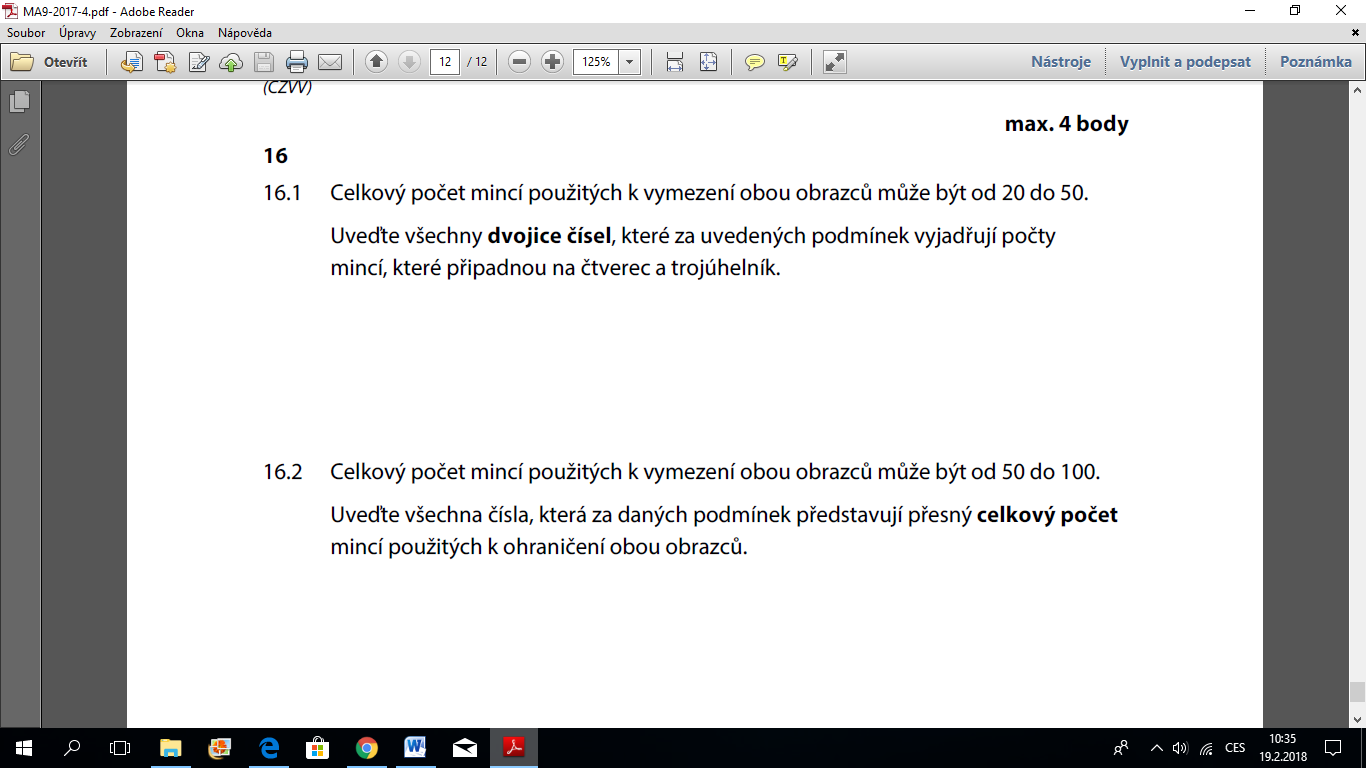 MA9-2017-4.pdf - Adobe Reader
Soubor Úpravy Zobrazení Okna Nápověda
Otevřít 12 / 12 125% Nástroje Vyplnit a podepsat Poznámka
(CZVV)
max. 4 body
16
16.1 Celkový počet mincí použitých k vymezení obou obrazců může být od 20 do 50.
Uveďte všechny dvojice čísel, které za uvedených podmínek vyjadřují počty
mincí, které připadnou na čtverec a trojúhelník.
16.2 Celkový počet mincí použitých k vymezení obou obrazců může být od 50 do 100.
Uveďte všechna čísla, která za daných podmínek představují přesný celkový počet
mincí použitých k ohraničení obou obrazců.
CES
10:35
19.2.2018